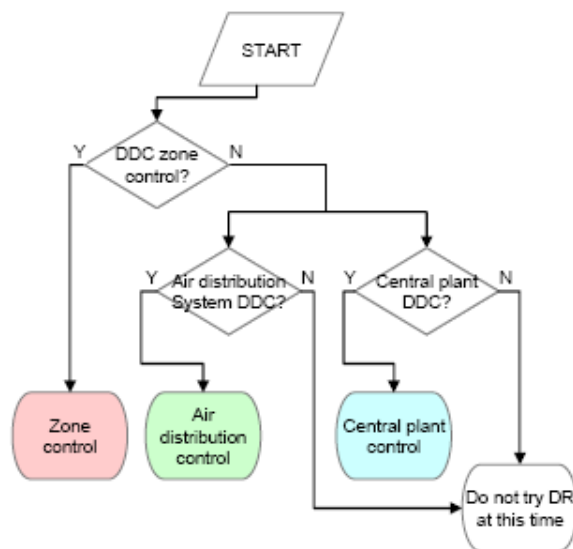 START
Y
DDC zone
control?
N
Y
Air distribution
System DDC?
N
Y
Central plant
DDC?
N
Zone
control
Air
distribution
control
Central plant
control
Do not try DR
at this time